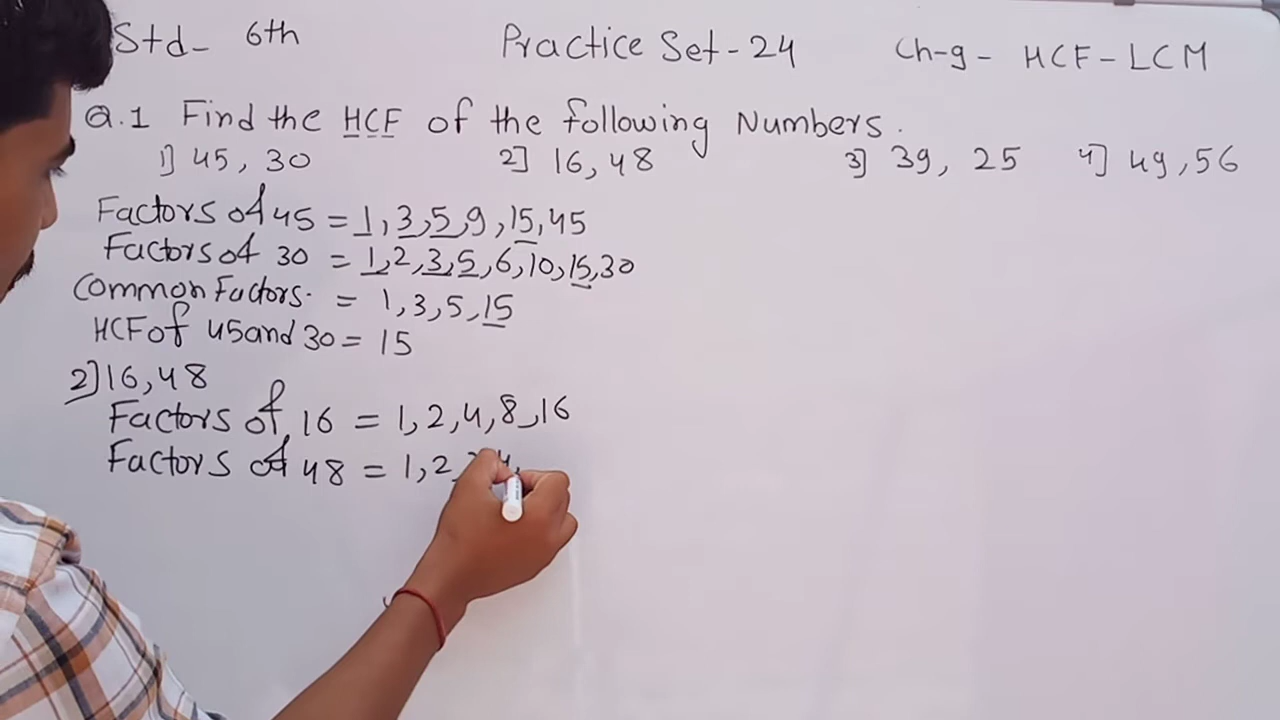 Std- 6th Practice Set-24 Ch-9- HCF-LCM
Q.1 Find the HCF of the following Numbers.
1] 45, 30 2] 16, 48 3] 39, 25 4] 49, 56
Factors of 45 = 1, 3, 5, 9, 15, 45
Factors of 30 = 1, 2, 3, 5, 6, 10, 15, 30
Common Factors. = 1, 3, 5, 15
HCF of 45 and 30 = 15
2] 16, 48
Factors of 16 = 1, 2, 4, 8, 16
Factors of 48 = 1, 2,